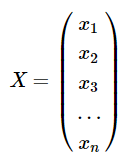 X = 
x₁
x₂
x₃
...
xₙ